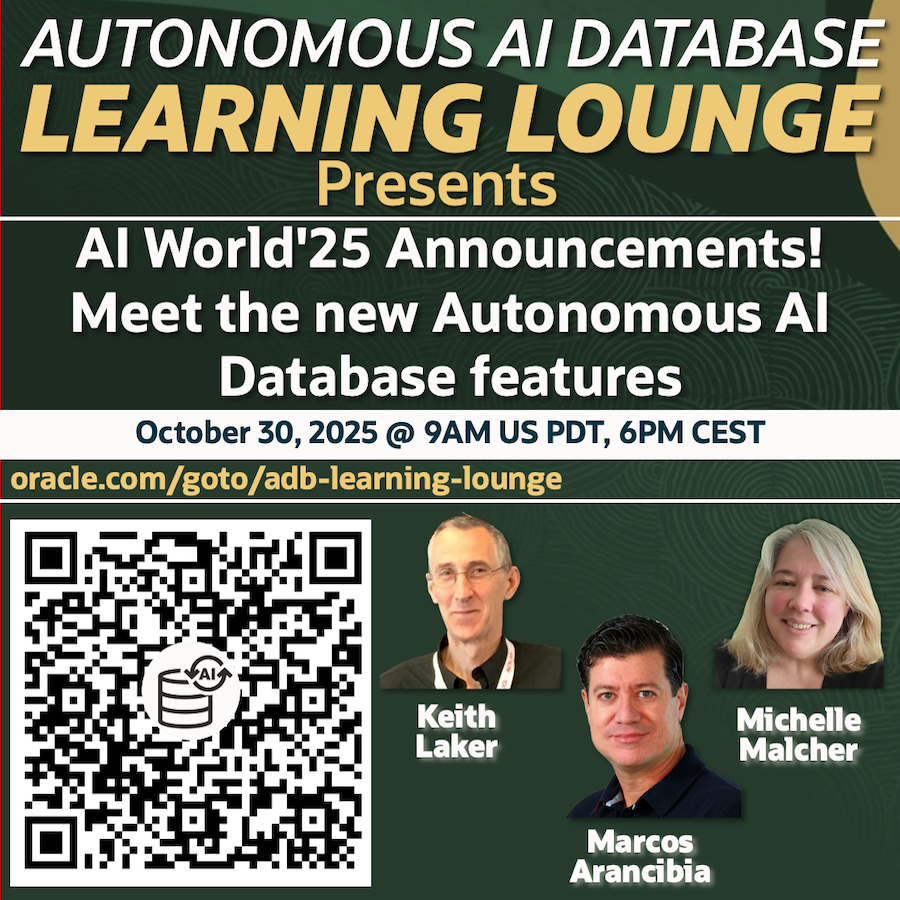 AUTONOMOUS AI DATABASE
LEARNING LOUNGE
Presents
AI World'25 Announcements!
Meet the new Autonomous AI
Database features
October 30, 2025 @ 9AM US PDT, 6PM CEST
oracle.com/goto/adb-learning-lounge
AI
Keith
Laker
Michelle
Malcher
Marcos
Arancibia